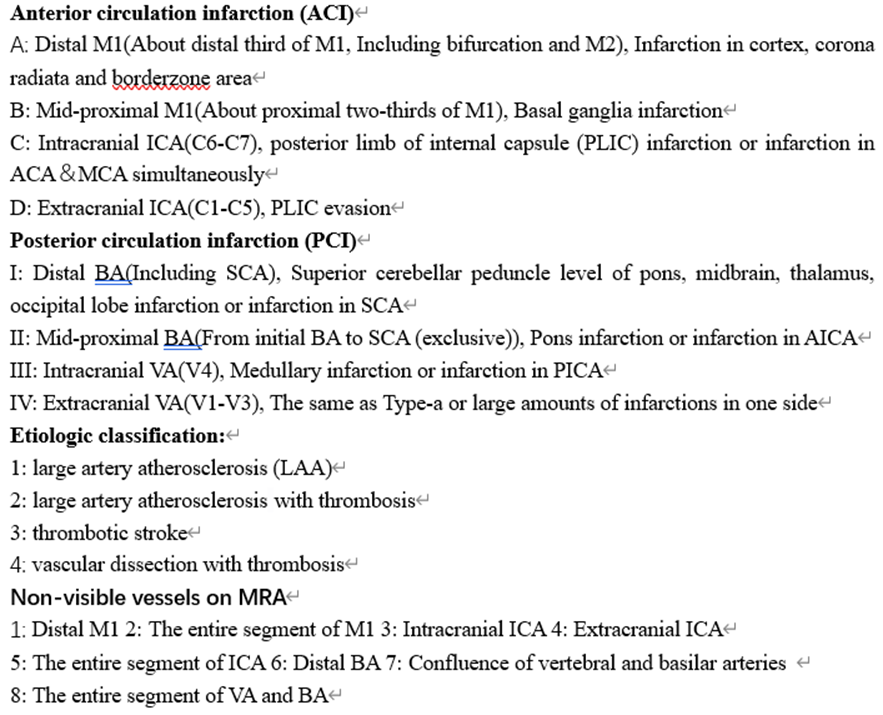 Anterior circulation infarction (ACI)↵
A: Distal M1(About distal third of M1, Including bifurcation and M2), Infarction in cortex, corona
radiata and borderzone area↵
B: Mid-proximal M1(About proximal two-thirds of M1), Basal ganglia infarction↵
C: Intracranial ICA(C6-C7), posterior limb of internal capsule (PLIC) infarction or infarction in
ACA＆MCA simultaneously↵
D: Extracranial ICA(C1-C5), PLIC evasion↵
Posterior circulation infarction (PCI)↵
I: Distal BA(Including SCA), Superior cerebellar peduncle level of pons, midbrain, thalamus,
occipital lobe infarction or infarction in SCA↵
II: Mid-proximal BA(From initial BA to SCA (exclusive)), Pons infarction or infarction in AICA↵
III: Intracranial VA(V4), Medullary infarction or infarction in PICA↵
IV: Extracranial VA(V1-V3), The same as Type-a or large amounts of infarctions in one side↵
Etiologic classification:↵
1: large artery atherosclerosis (LAA)↵
2: large artery atherosclerosis with thrombosis↵
3: thrombotic stroke↵
4: vascular dissection with thrombosis↵
Non-visible vessels on MRA↵
1: Distal M1 2: The entire segment of M1 3: Intracranial ICA 4: Extracranial ICA↵
5: The entire segment of ICA 6: Distal BA 7: Confluence of vertebral and basilar arteries ↵
8: The entire segment of VA and BA↵